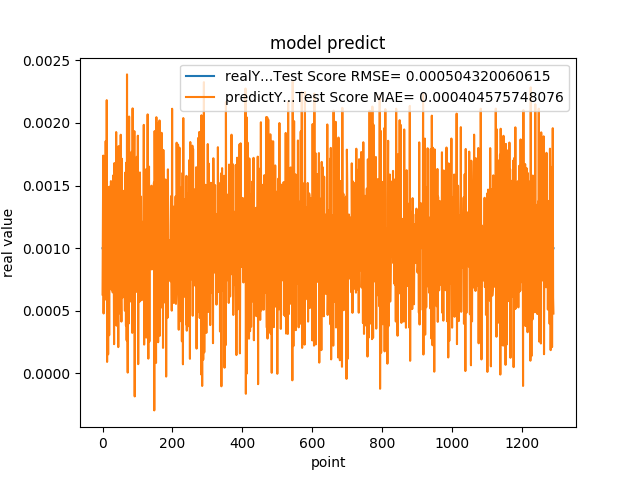 model predict
realY...Test Score RMSE= 0.000504320060615
predictY...Test Score MAE= 0.000404575748076
0.0025
0.0020
0.0015
0.0010
0.0005
0.0000
real value
0 200 400 600 800 1000 1200
point